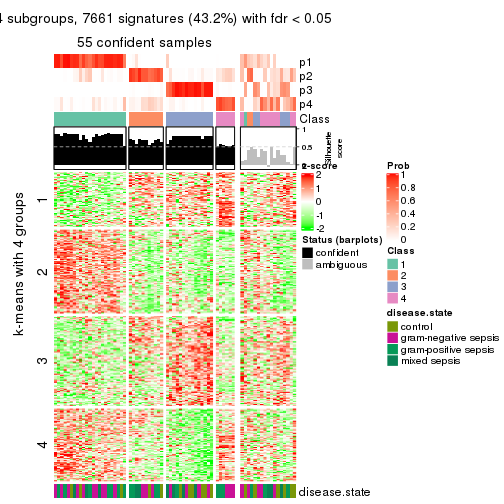 4 subgroups, 7661 signatures (43.2%) with fdr < 0.05
55 confident samples
p1
p2
p3
p4
Class
1
0.5
0
Silhouette
score
k-means with 4 groups
1
2
3
4
z-score
2
1
0
-1
-2
Status (barplots)
confident
ambiguous
Prob
1
0.8
0.6
0.4
0.2
0
Class
1
2
3
4
disease.state
control
gram-negative sepsis
gram-positive sepsis
mixed sepsis
disease.state